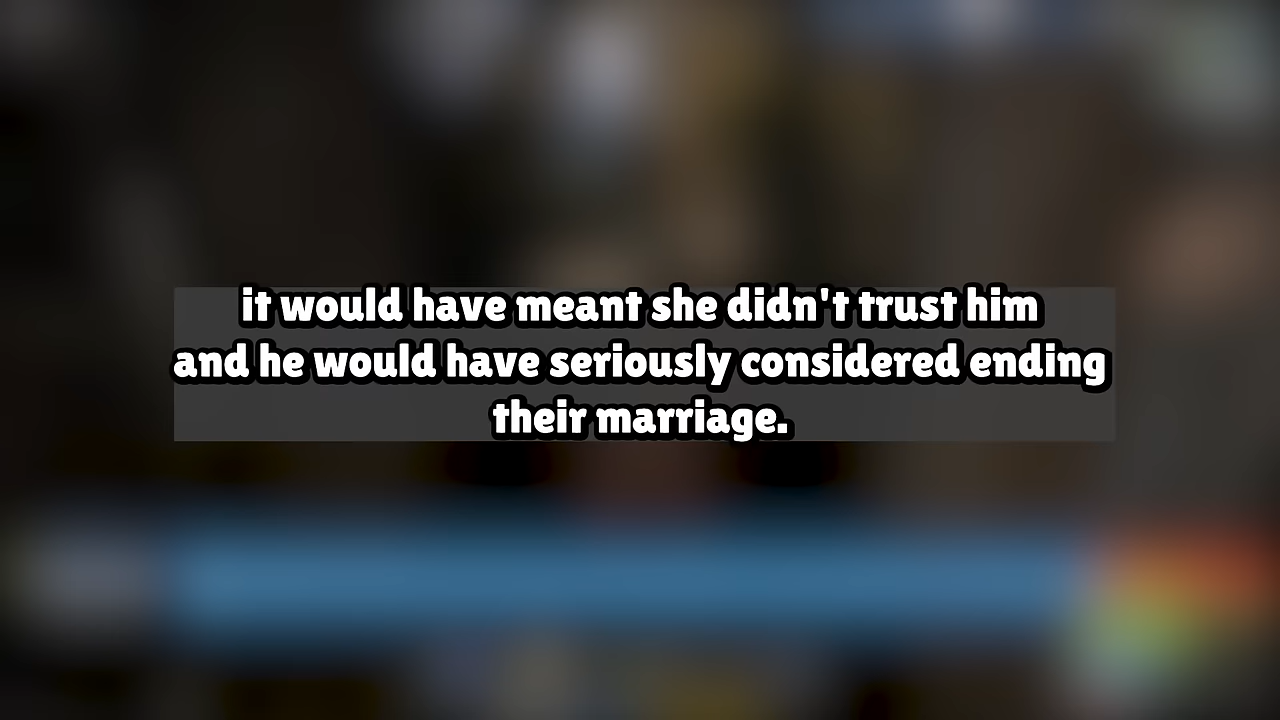 it would have meant she didn't trust him
and he would have seriously considered ending
their marriage.